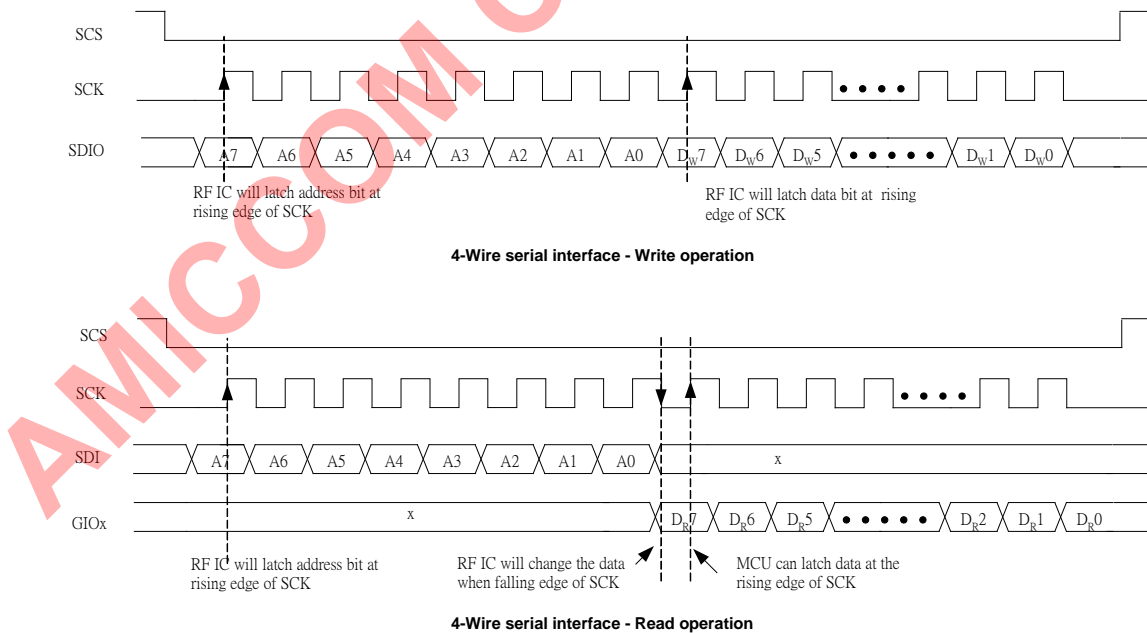 SCS
SCK
SDIO A7 A6 A5 A4 A3 A2 A1 A0 DW7 DW6 DW5 DW1 DW0
RF IC will latch address bit at
rising edge of SCK
RF IC will latch data bit at rising
edge of SCK
4-Wire serial interface - Write operation
SCS
SCK
SDI A7 A6 A5 A4 A3 A2 A1 A0 x
GIOx x DR7 DR6 DR5 DR2 DR1 DR0
RF IC will latch address bit at
rising edge of SCK
RF IC will change the data
when falling edge of SCK
MCU can latch data at the
rising edge of SCK
4-Wire serial interface - Read operation
AMICCOM